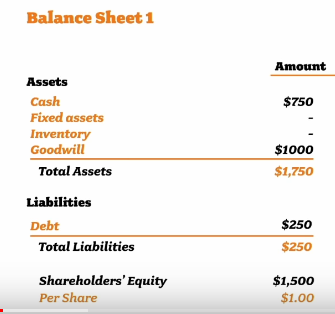 Balance Sheet 1
Amount
Assets
Cash $750
Fixed assets -
Inventory -
Goodwill $1000
Total Assets $1,750
Liabilities
Debt $250
Total Liabilities $250
Shareholders' Equity $1,500
Per Share $1.00